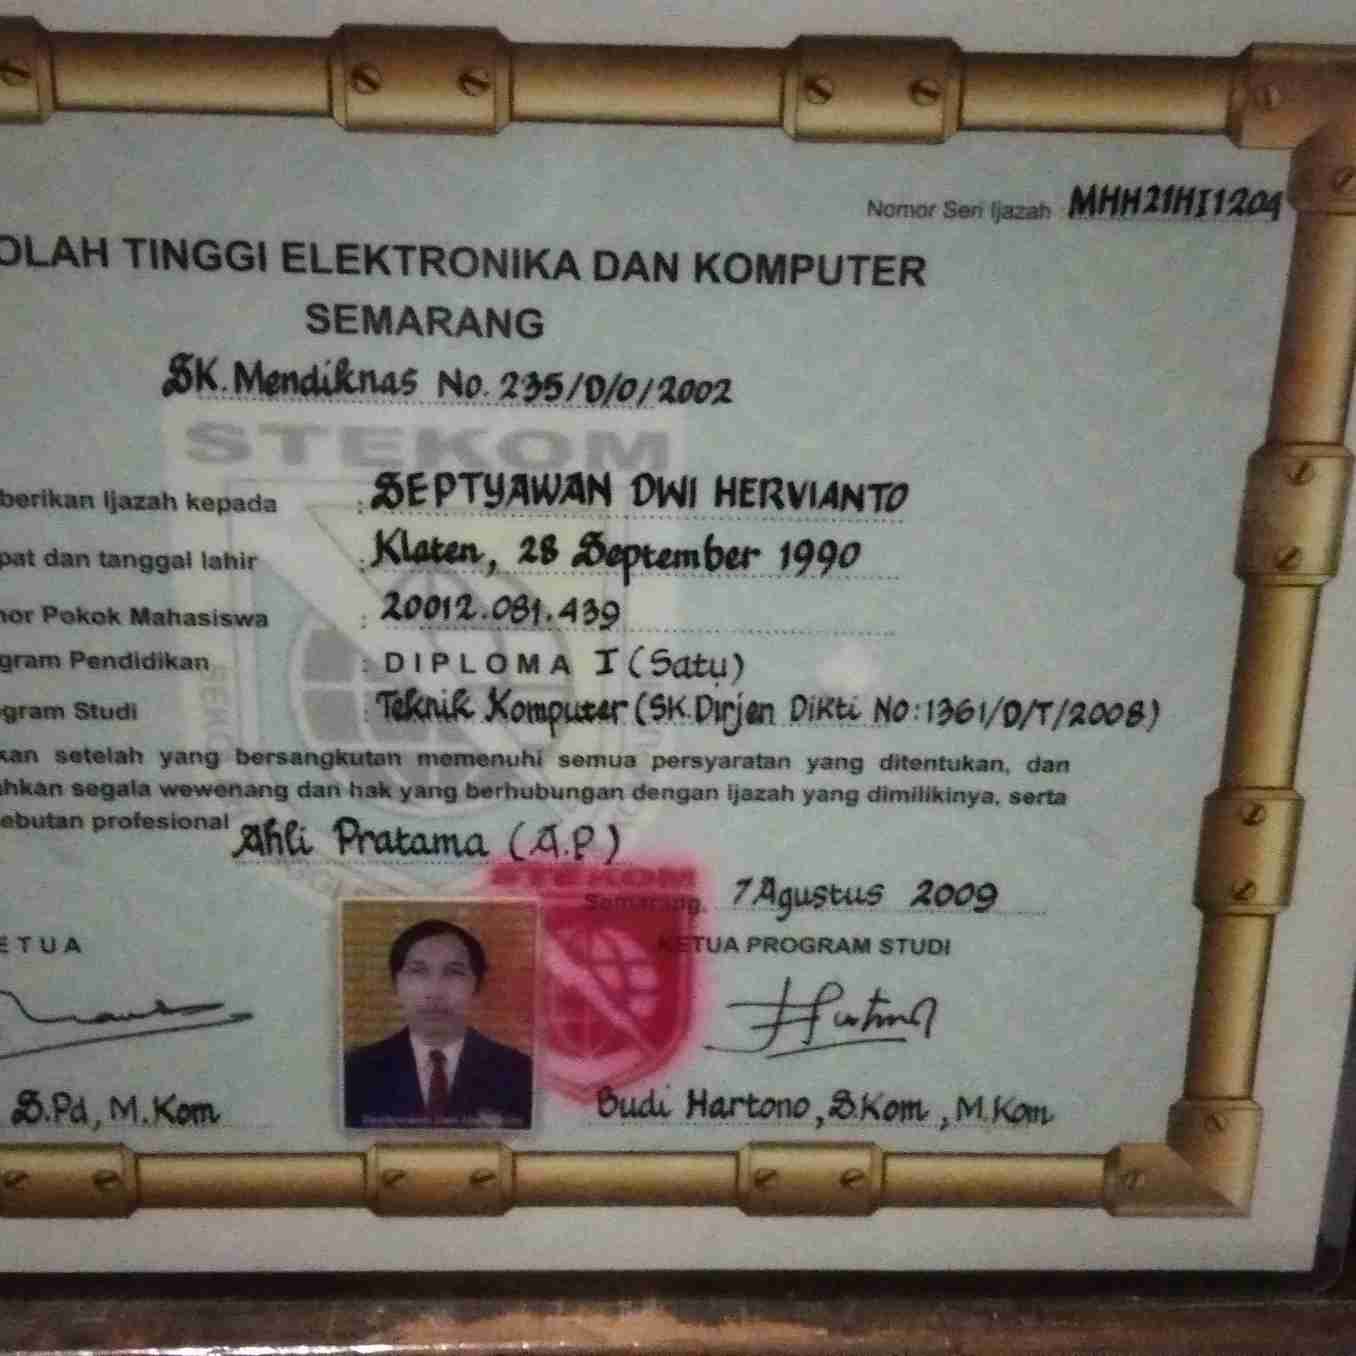 Nomor Seri Ijazah : MHH21HI1204
OLAH TINGGI ELEKTRONIKA DAN KOMPUTER
SEMARANG
SK. Mendiknas No. 235/D/O/2002
STEKOM
berikan Ijazah kepada : SEPTYAWAN DWI HERVIANTO
pat dan tanggal lahir : Klaten, 28 September 1990
nor Pokok Mahasiswa : 20012.081.439
gram Pendidikan : DIPLOMA I (Satu)
gram Studi : Teknik Komputer (SK.Dirjen Dikti No:1361/D/T/2008)
kan setelah yang bersangkutan memenuhi semua persyaratan yang ditentukan, dan
ahkan segala wewenang dan hak yang berhubungan dengan ijazah yang dimilikinya, serta
ebutan profesional Ahli Pratama (A.P)
STEKOM
Semarang, 7 Agustus 2009
ETUA
KETUA PROGRAM STUDI
S.Pd, M.Kom
Budi Hartono, S.Kom, M.Kom